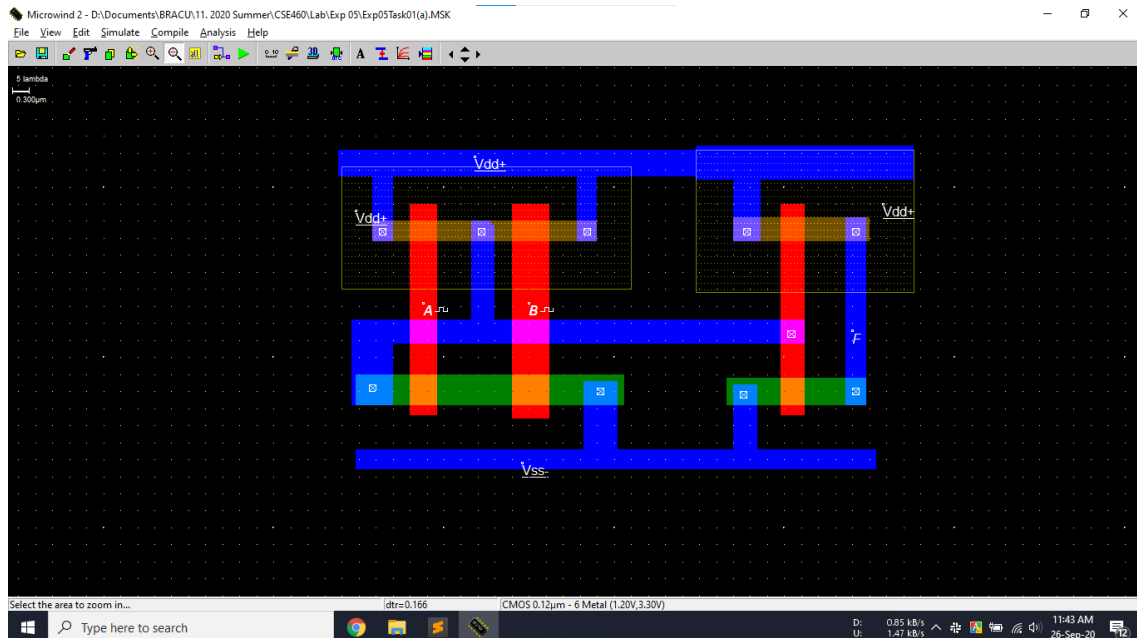 Microwind 2 - D:\Documents\BRACU\11. 2020 Summer\CSE460\Lab\Exp 05\Exp05Task01(a).MSK
File View Edit Simulate Compile Analysis Help
5 lambda
0.300µm
Vdd+
Vdd+
Vdd+
A
B
F
Vss-
Select the area to zoom in...
dtr=0.166
CMOS 0.12µm - 6 Metal (1.20V,3.30V)
Type here to search
D: 0.85 kB/s
U: 1.47 kB/s
11:43 AM
26-Sep-20
12